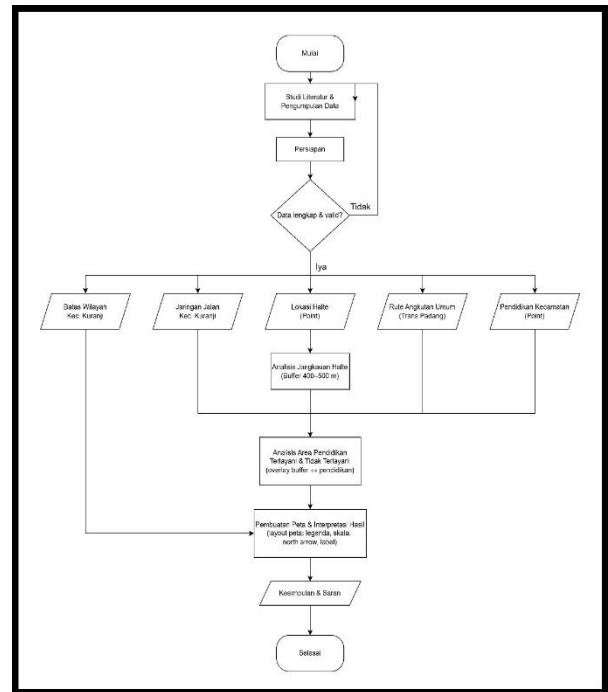 Mulai
Studi Literatur &
Pengumpulan Data
Persiapan
Data lengkap & valid?
Tidak
Iya
Batas Wilayah
Kec. Kuranji
Jaringan Jalan
Kec. Kuranji
Lokasi Halte
(Point)
Rute Angkutan Umum
(Trans Padang)
Pendidikan Kecamatan
(Point)
Analisis Jangkauan Halte
(Buffer 400–500 m)
Analisis Area Pendidikan
Terlayani & Tidak Terlayani
(overlay buffer ↔ pendidikan)
Pembuatan Peta & Interpretasi Hasil
(layout peta: legenda, skala,
north arrow, label)
Kesimpulan & Saran
Selesai